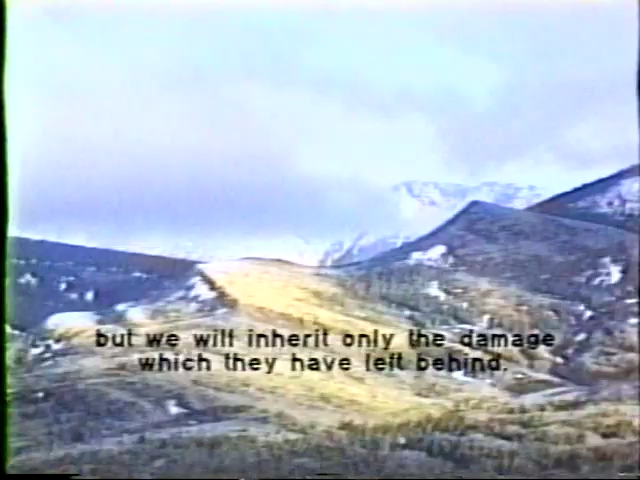 but we will inherit only the damage
which they have left behind.